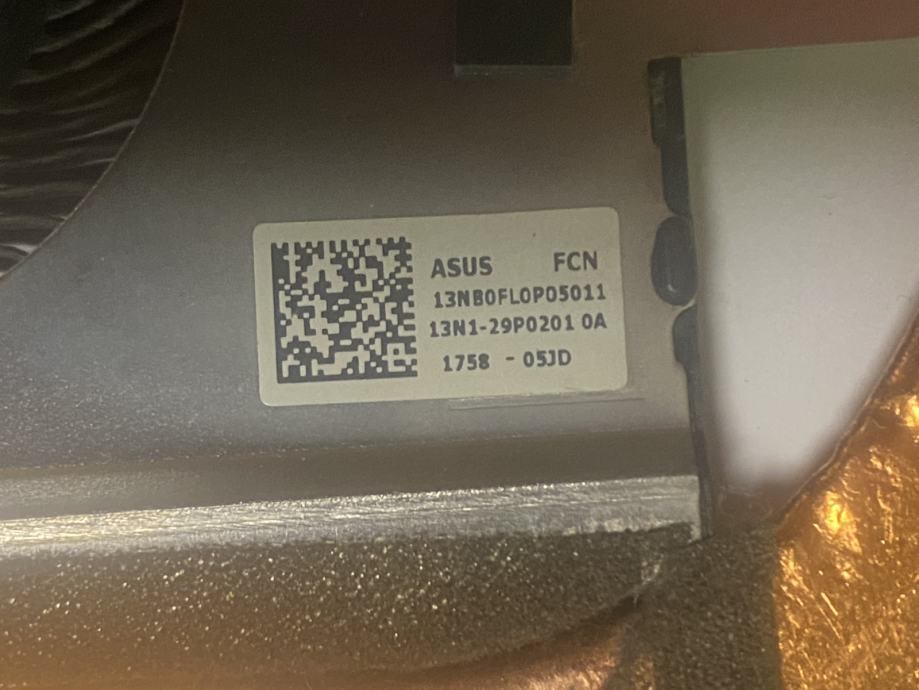 ASUS FCN
13NB0FL0P05011
13N1-29P0201 0A
1758 - 05JD